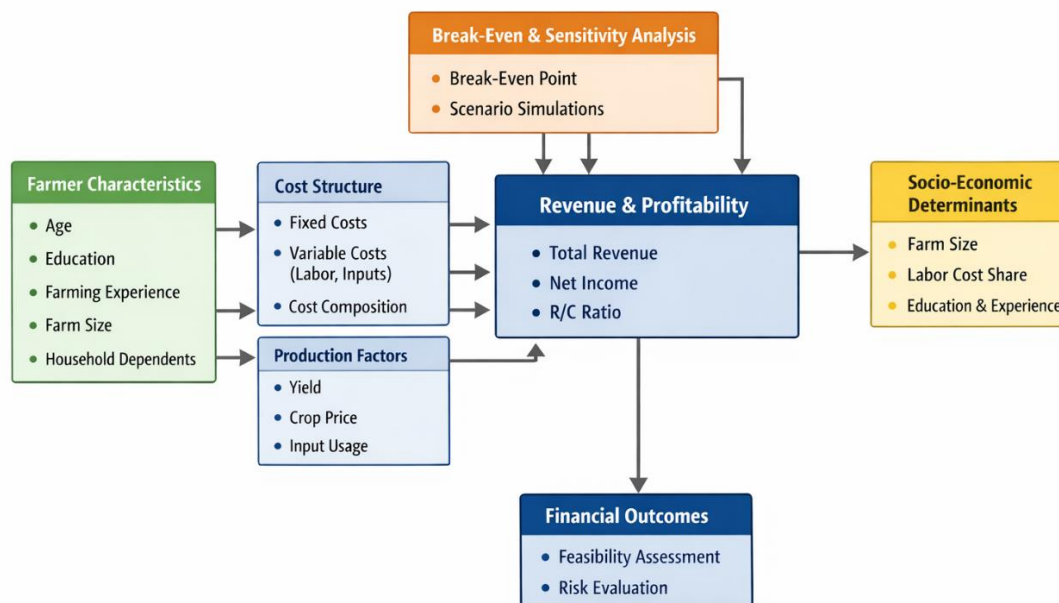 Break-Even & Sensitivity Analysis
Break-Even Point
Scenario Simulations
Farmer Characteristics
Age
Education
Farming Experience
Farm Size
Household Dependents
Cost Structure
Fixed Costs
Variable Costs
(Labor, Inputs)
Cost Composition
Production Factors
Yield
Crop Price
Input Usage
Revenue & Profitability
Total Revenue
Net Income
R/C Ratio
Socio-Economic
Determinants
Farm Size
Labor Cost Share
Education & Experience
Financial Outcomes
Feasibility Assessment
Risk Evaluation